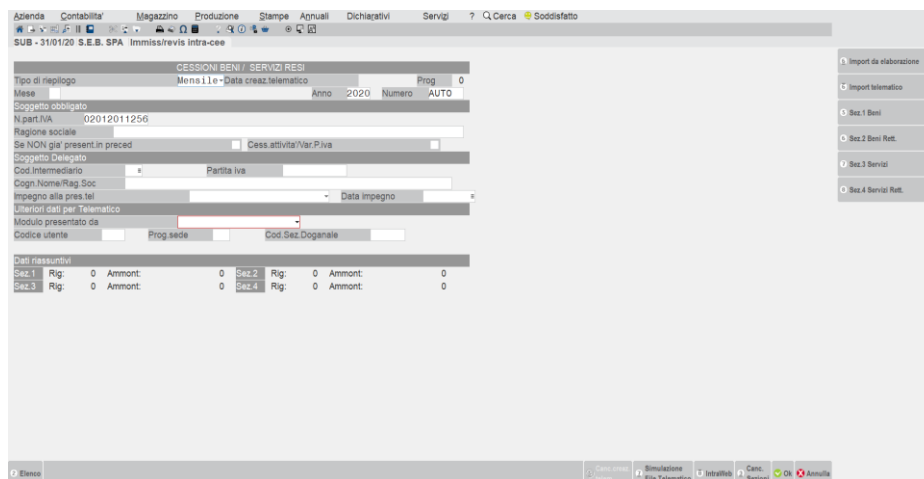 Azienda Contabilita' Magazzino Produzione Stampe Annuali Dichiarativi Servizi ? Cerca Soddisfatto
SUB - 31/01/20 S.E.B. SPA Immiss/revis intra-cee
CESSIONI BENI / SERVIZI RESI
Tipo di riepilogo Mensile Data creaz.telematico Prog 0
Mese Anno 2020 Numero AUTO
Soggetto obbligato
N.part.IVA 02012011256
Ragione sociale
Se NON gia' present.in preced Cess.attivita'/Var.P.iva
Soggetto Delegato
Cod.Intermediario Partita iva
Cogn.Nome/Rag.Soc
Impegno alla pres.tel Data impegno
Ulteriori dati per Telematico
Modulo presentato da
Codice utente Prog.sede Cod.Sez.Doganale
Dati riassuntivi
Sez.1 Rig: 0 Ammont: 0 Sez.2 Rig: 0 Ammont: 0
Sez.3 Rig: 0 Ammont: 0 Sez.4 Rig: 0 Ammont: 0
Import da elaborazione
Import telematico
Sez.1 Beni
Sez.2 Beni Rett.
Sez.3 Servizi
Sez.4 Servizi Rett.
Elenco
Canc.creaz.
Simulazione File Telematico
IntraWeb
Canc. Sezioni
Ok
Annulla